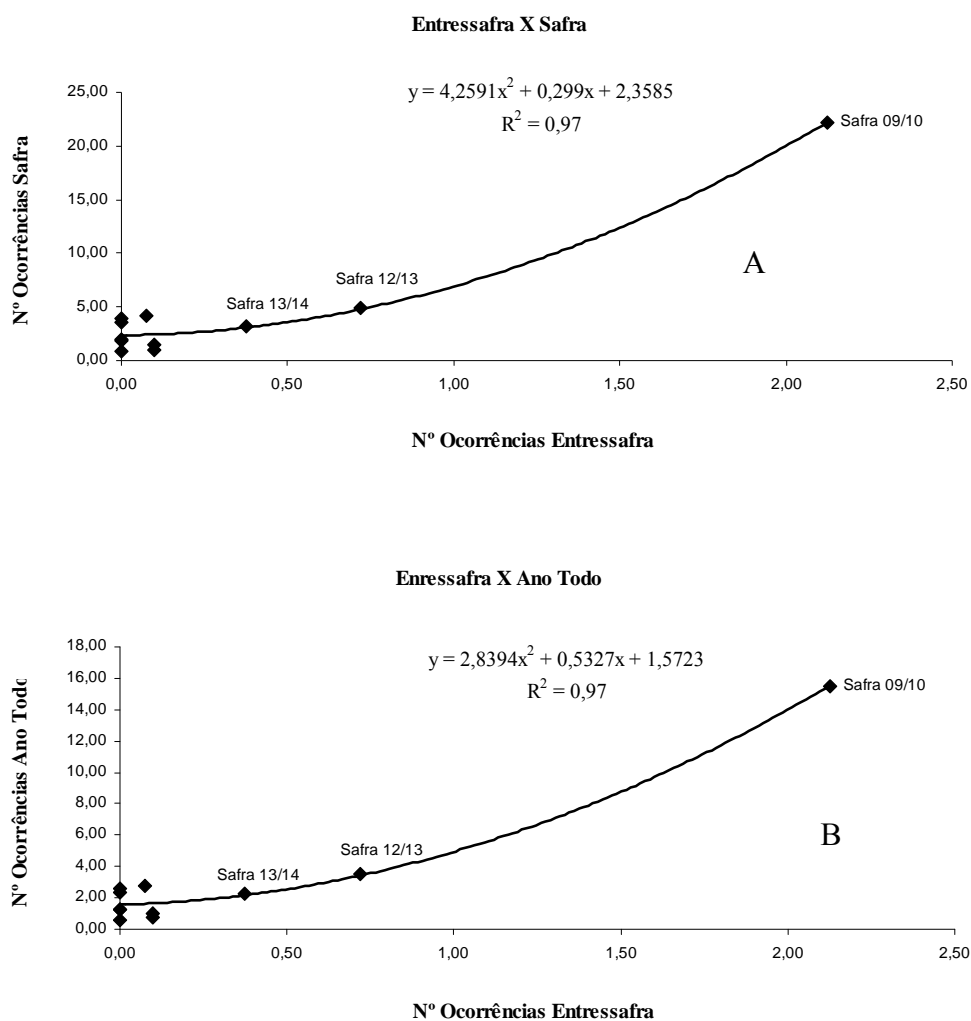 Entressafra X Safra
y = 4,2591x² + 0,299x + 2,3585
R² = 0,97
25,00
20,00
15,00
10,00
5,00
0,00
Nº Ocorrências Safra
Safra 09/10
Safra 12/13
Safra 13/14
A
0,00 0,50 1,00 1,50 2,00 2,50
Nº Ocorrências Entressafra
Enressafra X Ano Todo
y = 2,8394x² + 0,5327x + 1,5723
R² = 0,97
18,00
16,00
14,00
12,00
10,00
8,00
6,00
4,00
2,00
0,00
Nº Ocorrências Ano Todo
Safra 09/10
Safra 12/13
Safra 13/14
B
0,00 0,50 1,00 1,50 2,00 2,50
Nº Ocorrências Entressafra